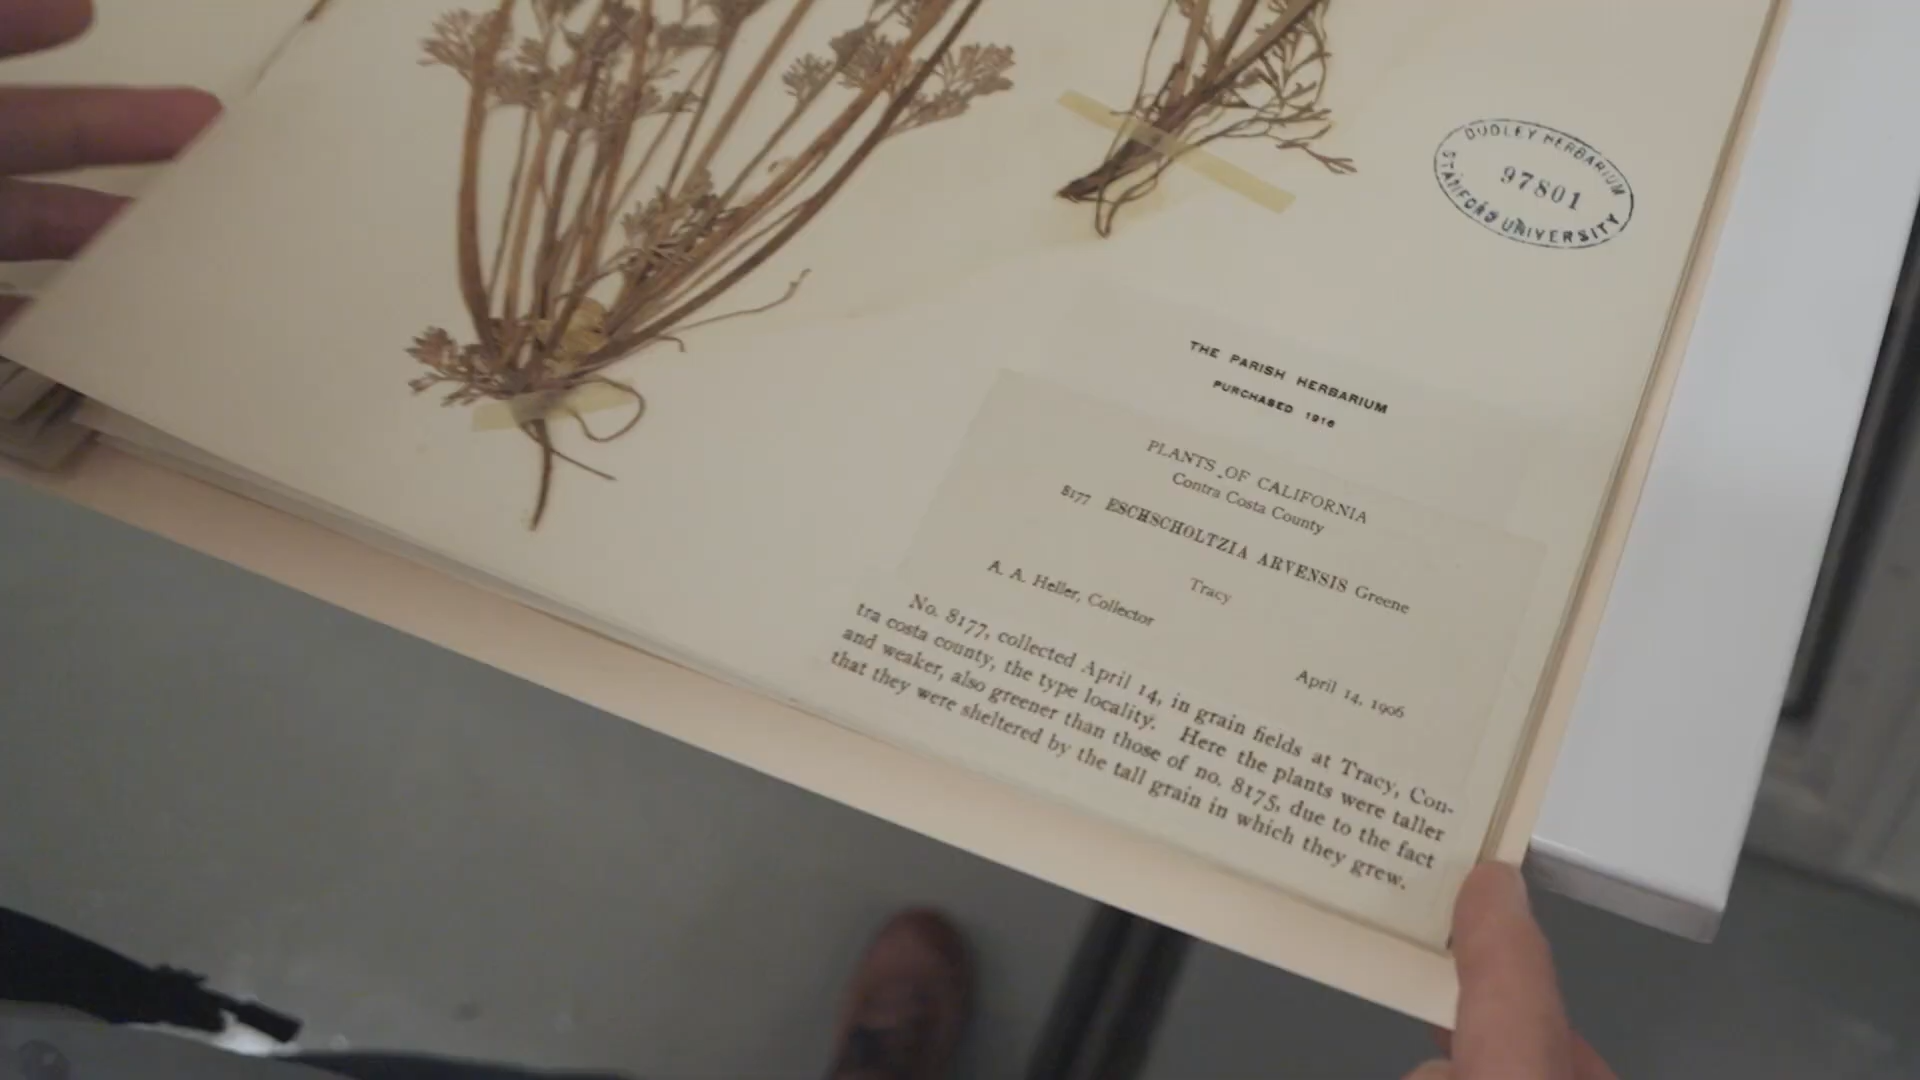 DUDLEY HERBARIUM
97801
STANFORD UNIVERSITY
THE PARISH HERBARIUM
PURCHASED 1916
PLANTS OF CALIFORNIA
Contra Costa County
8177 ESCHSCHOLTZIA ARVENSIS Greene
Tracy
A. A. Heller, Collector
April 14, 1906
No. 8177, collected April 14, in grain fields at Tracy, Con-
tra costa county, the type locality. Here the plants were taller
and weaker, also greener than those of no. 8175, due to the fact
that they were sheltered by the tall grain in which they grew.